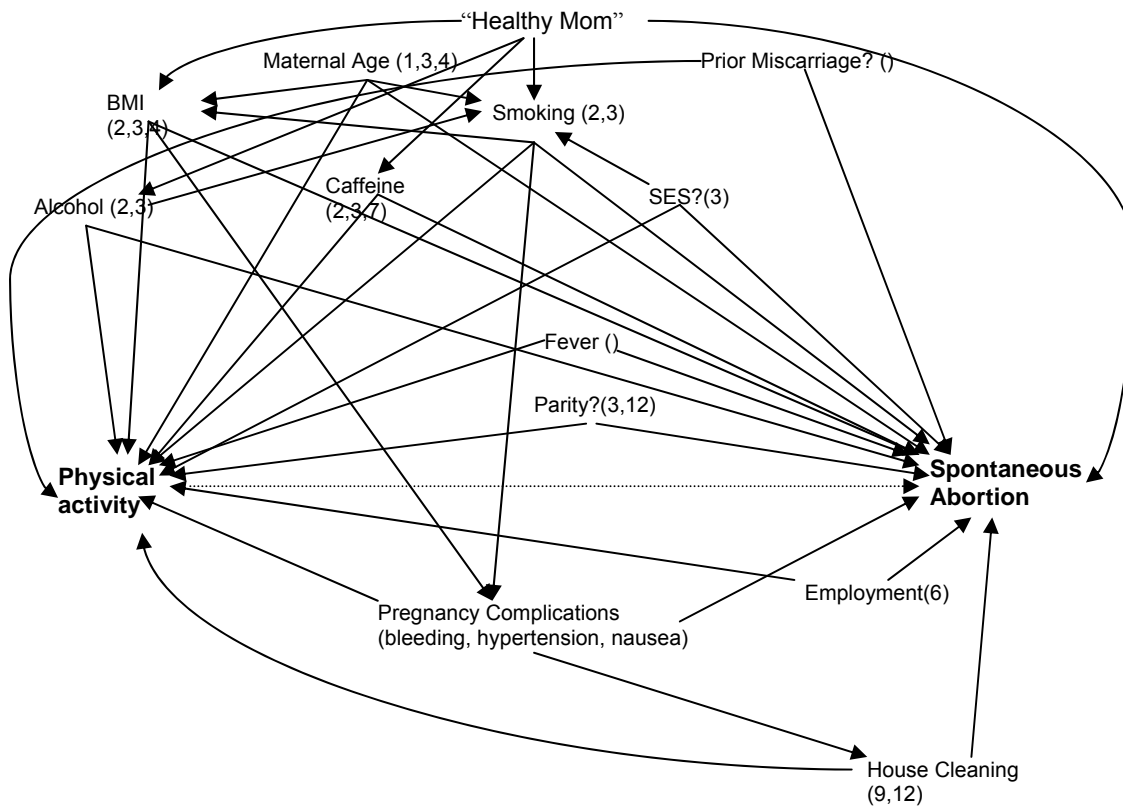 “Healthy Mom”
Maternal Age (1,3,4)
Prior Miscarriage? ()
BMI
(2,3,4)
Smoking (2,3)
Caffeine
(2,3,7)
SES?(3)
Alcohol (2,3)
Fever ()
Parity?(3,12)
Physical
activity
Spontaneous
Abortion
Employment(6)
Pregnancy Complications
(bleeding, hypertension, nausea)
House Cleaning
(9,12)